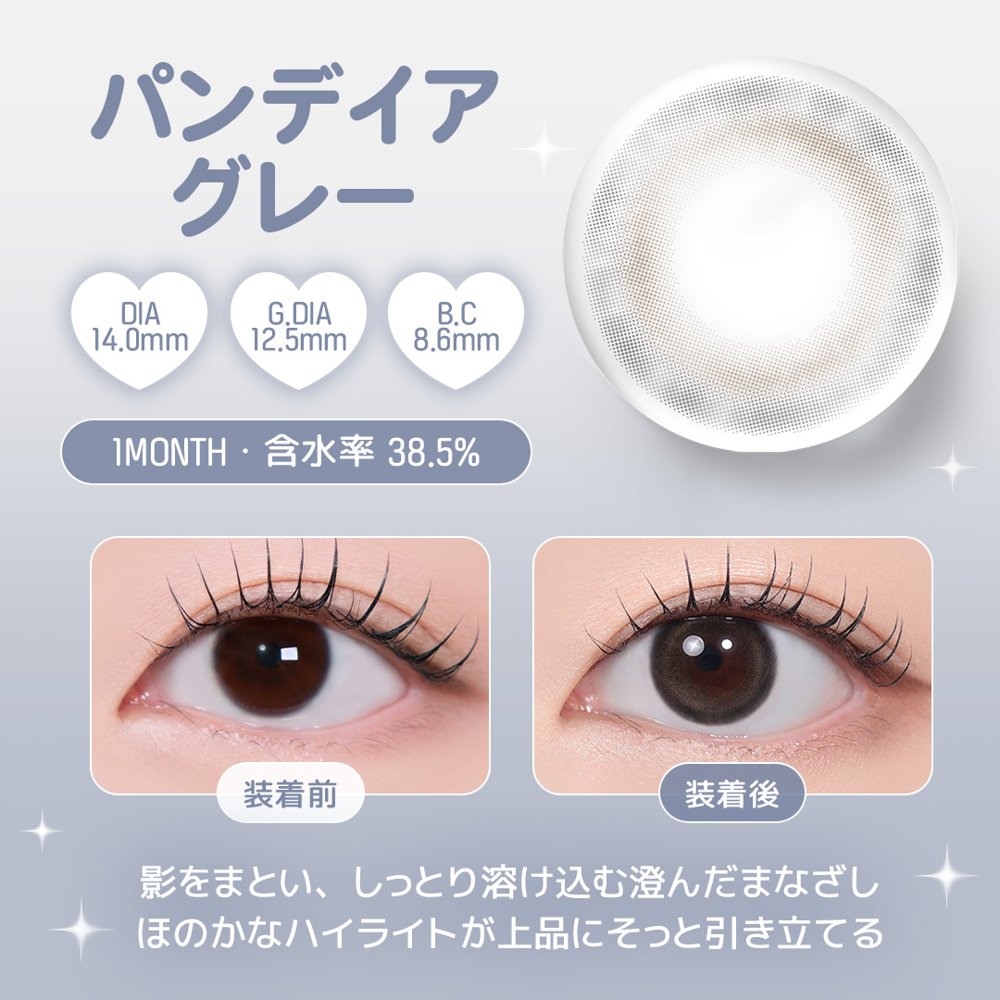 パンデイア
グレー
DIA
14.0mm
G.DIA
12.5mm
B.C
8.6mm
1MONTH・含水率 38.5%
装着前
装着後
影をまとい、しっとり溶け込む澄んだまなざし
ほのかなハイライトが上品にそっと引き立てる